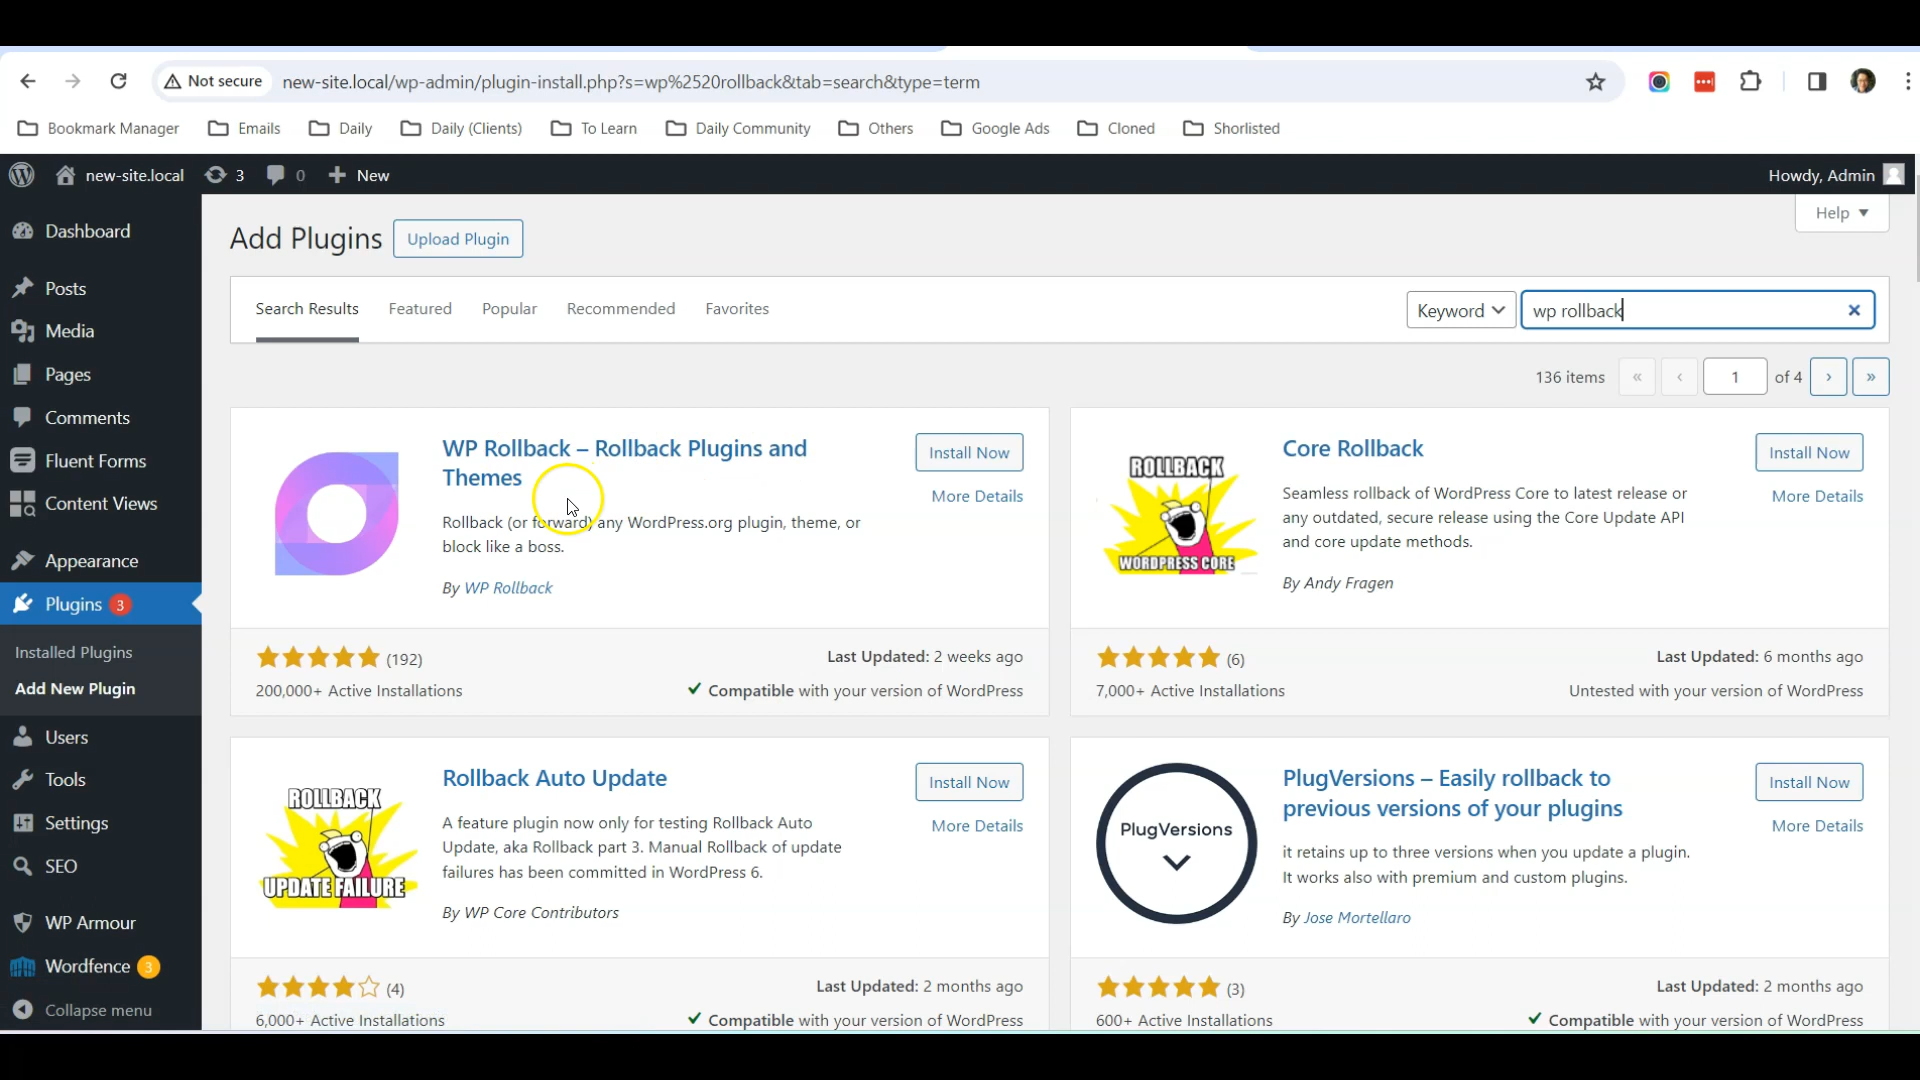 Not secure
new-site.local/wp-admin/plugin-install.php?s=wp%2520rollback&tab=search&type=term
Bookmark Manager
Emails
Daily
Daily (Clients)
To Learn
Daily Community
Others
Google Ads
Cloned
Shorlisted
new-site.local
3
0
New
Howdy, Admin
Dashboard
Posts
Media
Pages
Comments
Fluent Forms
Content Views
Appearance
Plugins 3
Installed Plugins
Add New Plugin
Users
Tools
Settings
SEO
WP Armour
Wordfence 3
Collapse menu
Help
Add Plugins
Upload Plugin
Search Results
Featured
Popular
Recommended
Favorites
Keyword
wp rollback
136 items « ‹ 1 of 4 › »
WP Rollback – Rollback Plugins and
Themes
Rollback (or forward) any WordPress.org plugin, theme, or
block like a boss.
By WP Rollback
Install Now
More Details
(192)
200,000+ Active Installations
Last Updated: 2 weeks ago
Compatible with your version of WordPress
ROLLBACK
WORDPRESS CORE
Core Rollback
Seamless rollback of WordPress Core to latest release or
any outdated, secure release using the Core Update API
and core update methods.
By Andy Fragen
Install Now
More Details
(6)
7,000+ Active Installations
Last Updated: 6 months ago
Untested with your version of WordPress
ROLLBACK
UPDATE FAILURE
Rollback Auto Update
A feature plugin now only for testing Rollback Auto
Update, aka Rollback part 3. Manual Rollback of update
failures has been committed in WordPress 6.
By WP Core Contributors
Install Now
More Details
(4)
6,000+ Active Installations
Last Updated: 2 months ago
Compatible with your version of WordPress
PlugVersions
PlugVersions – Easily rollback to
previous versions of your plugins
it retains up to three versions when you update a plugin.
It works also with premium and custom plugins.
By Jose Mortellaro
Install Now
More Details
(3)
600+ Active Installations
Last Updated: 2 months ago
Compatible with your version of WordPress